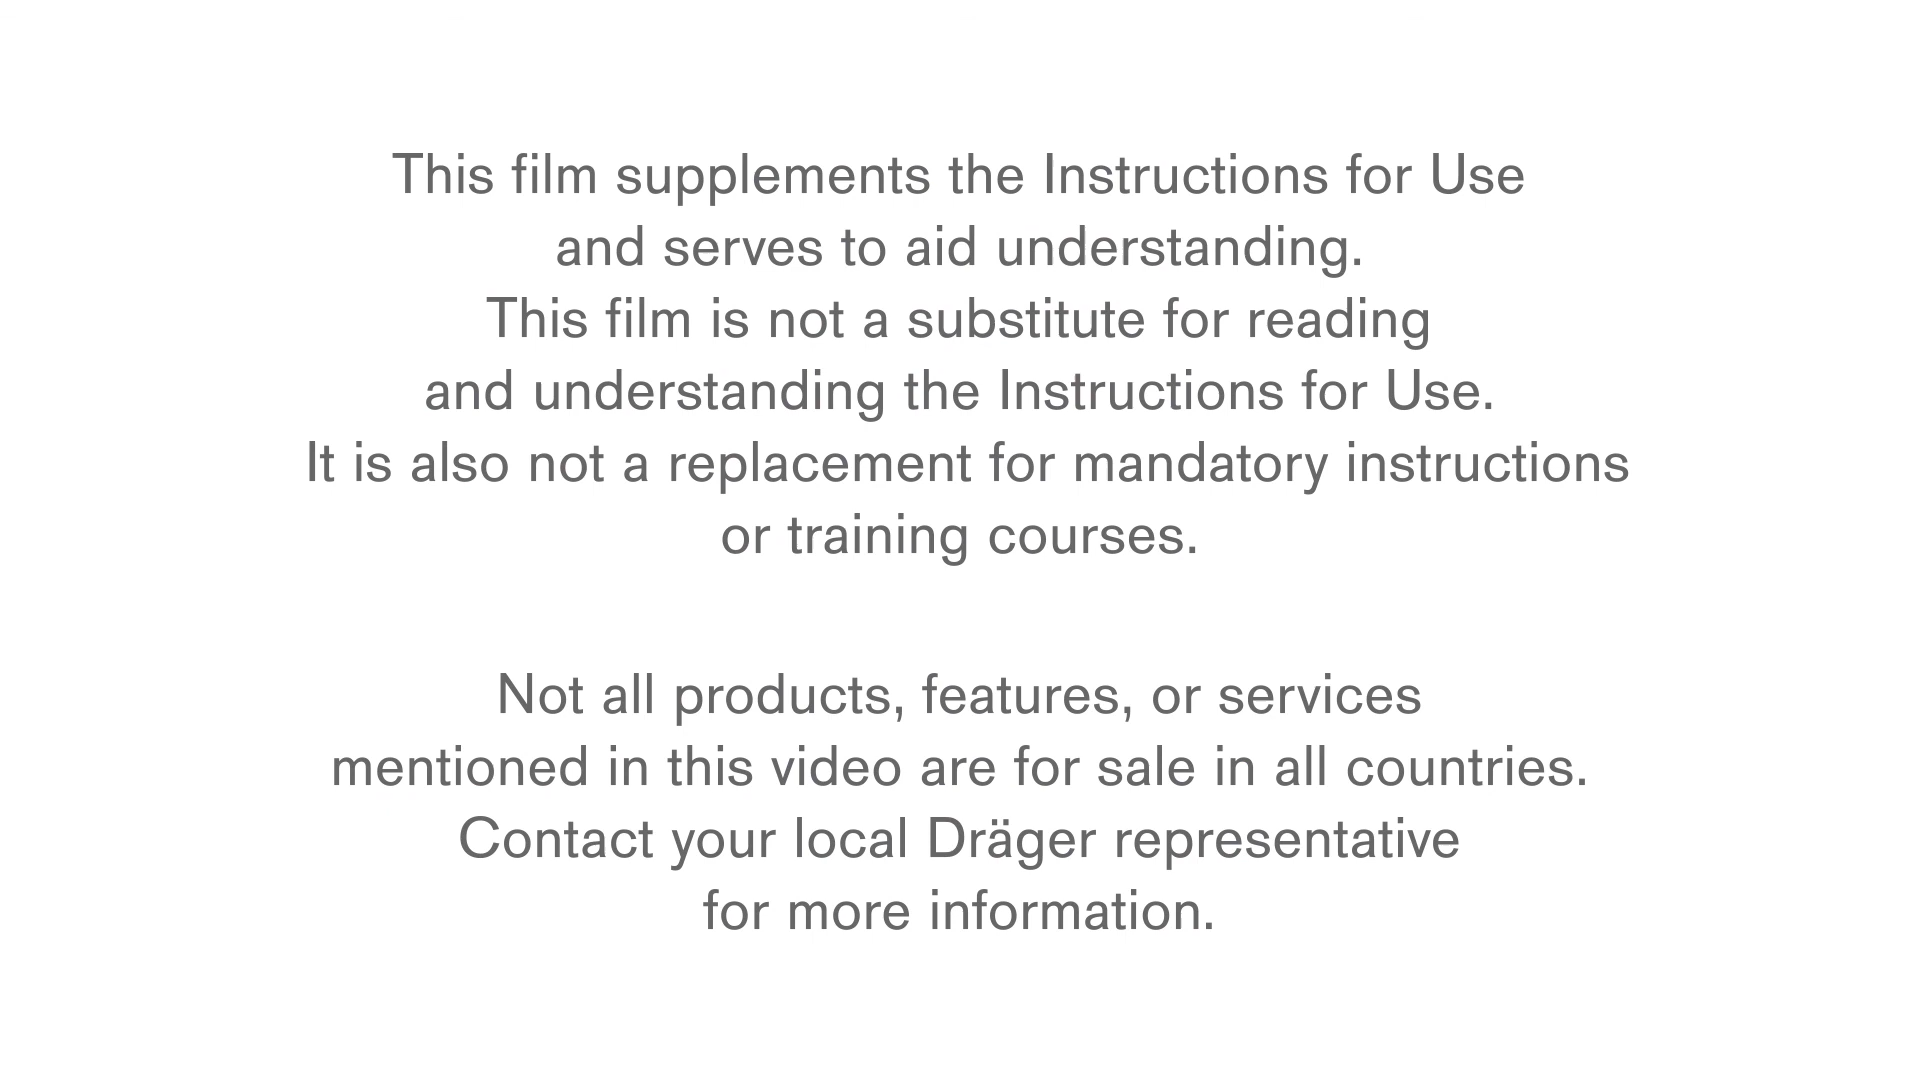 This film supplements the Instructions for Use
and serves to aid understanding.
This film is not a substitute for reading
and understanding the Instructions for Use.
It is also not a replacement for mandatory instructions
or training courses.
Not all products, features, or services
mentioned in this video are for sale in all countries.
Contact your local Dräger representative
for more information.